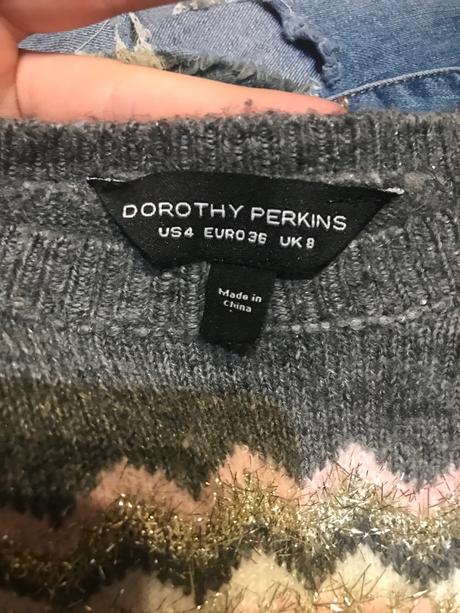 DOROTHY PERKINS
US4 EURO36 UK8
Made in
China